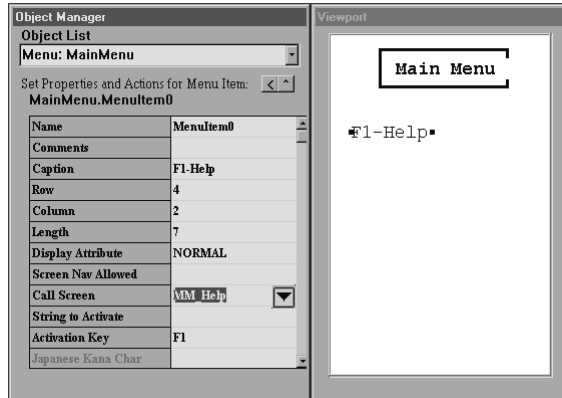 Object Manager
Object List
Menu: MainMenu
Set Properties and Actions for Menu Item:
MainMenu.MenuItem0
Name MenuItem0
Comments
Caption F1-Help
Row 4
Column 2
Length 7
Display Attribute NORMAL
Screen Nav Allowed
Call Screen MM_Help
String to Activate
Activation Key F1
Japanese Kana Char
Viewport
Main Menu
F1-Help